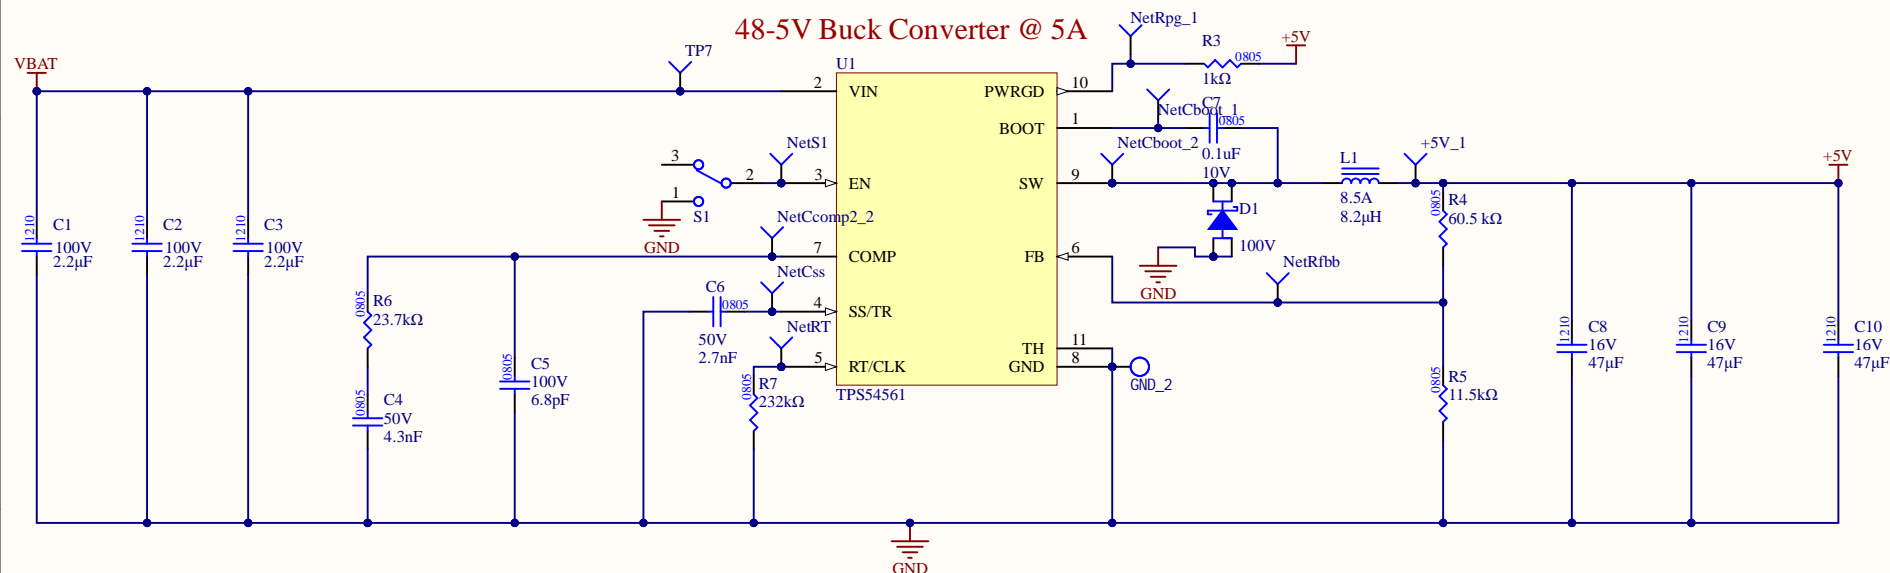 48-5V Buck Converter @ 5A
NetRpg_1
TP7
R3
0805
1kΩ
+5V
VBAT
U1
2
VIN
PWRGD
10
NetCboot_1
C7
0805
0.1uF
10V
BOOT
1
NetCboot_2
L1
8.5A
8.2µH
+5V_1
+5V
NetS1
3
2
1
S1
GND
3
EN
SW
9
NetCcomp2_2
7
COMP
FB
6
D1
100V
GND
NetRfbb
R4
0805
60.5 kΩ
1210
C1
100V
2.2µF
1210
C2
100V
2.2µF
1210
C3
100V
2.2µF
NetCss
C6
0805
50V
2.7nF
4
SS/TR
NetRT
5
RT/CLK
TH
11
GND
8
GND_2
TPS54561
0805
R6
23.7kΩ
0805
C4
50V
4.3nF
0805
C5
100V
6.8pF
0805
R7
232kΩ
0805
R5
11.5kΩ
1210
C8
16V
47µF
1210
C9
16V
47µF
1210
C10
16V
47µF
GND